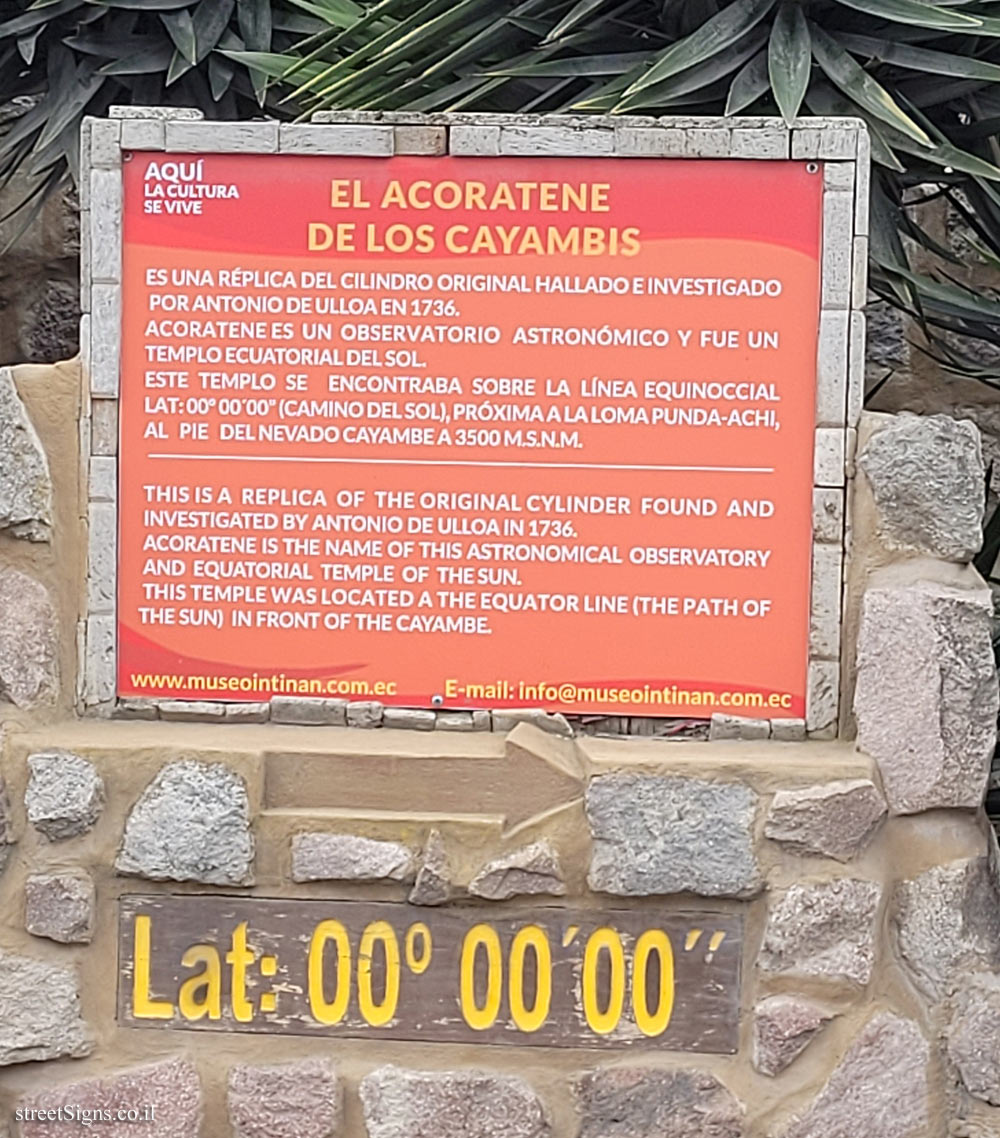 AQUÍ
LA CULTURA
SE VIVE
EL ACORATENE
DE LOS CAYAMBIS
ES UNA RÉPLICA DEL CILINDRO ORIGINAL HALLADO E INVESTIGADO
POR ANTONIO DE ULLOA EN 1736.
ACORATENE ES UN OBSERVATORIO ASTRONÓMICO Y FUE UN
TEMPLO ECUATORIAL DEL SOL.
ESTE TEMPLO SE ENCONTRABA SOBRE LA LÍNEA EQUINOCCIAL
LAT: 00º 00´00" (CAMINO DEL SOL), PRÓXIMA A LA LOMA PUNDA-ACHI,
AL PIE DEL NEVADO CAYAMBE A 3500 M.S.N.M.
THIS IS A REPLICA OF THE ORIGINAL CYLINDER FOUND AND
INVESTIGATED BY ANTONIO DE ULLOA IN 1736.
ACORATENE IS THE NAME OF THIS ASTRONOMICAL OBSERVATORY
AND EQUATORIAL TEMPLE OF THE SUN.
THIS TEMPLE WAS LOCATED A THE EQUATOR LINE (THE PATH OF
THE SUN) IN FRONT OF THE CAYAMBE.
www.museointinan.com.ec E-mail: info@museointinan.com.ec
Lat: 00º 00´00´´
streetSigns.co.il